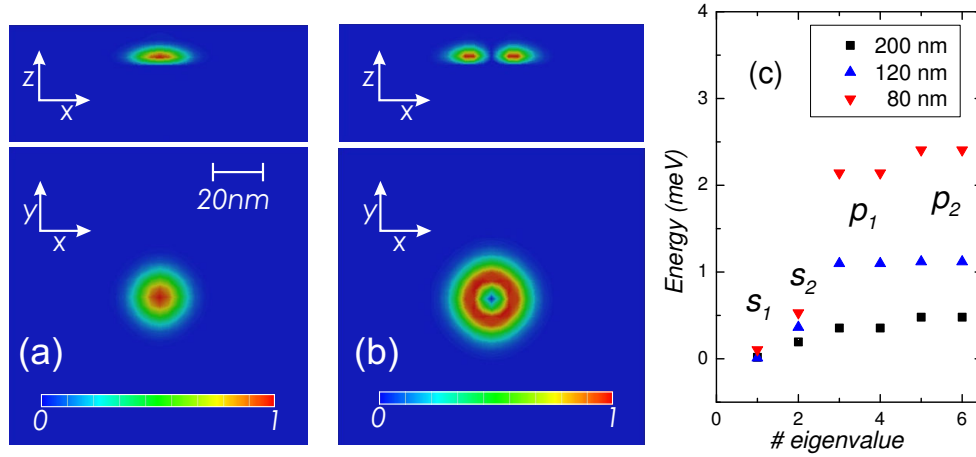 z
x
z
x
y
x
20nm
y
x
(a)
(b)
0
1
0
1
(c)
200 nm
120 nm
80 nm
Energy (meV)
4
3
2
1
0
s1
s2
p1
p2
0
2
4
6
# eigenvalue